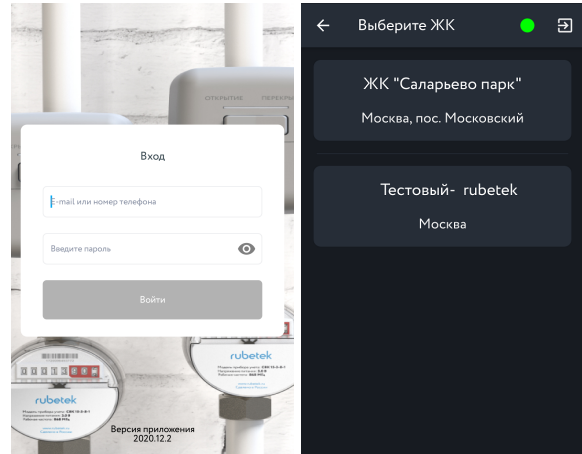 ОТКРЫТИЕ ПЕРЕКРЫ
Вход
E-mail или номер телефона
Введите пароль
Войти
rubetek
Версия приложения
2020.12.2
rubetek
Выберите ЖК
ЖК "Саларьево парк"
Москва, пос. Московский
Тестовый- rubetek
Москва